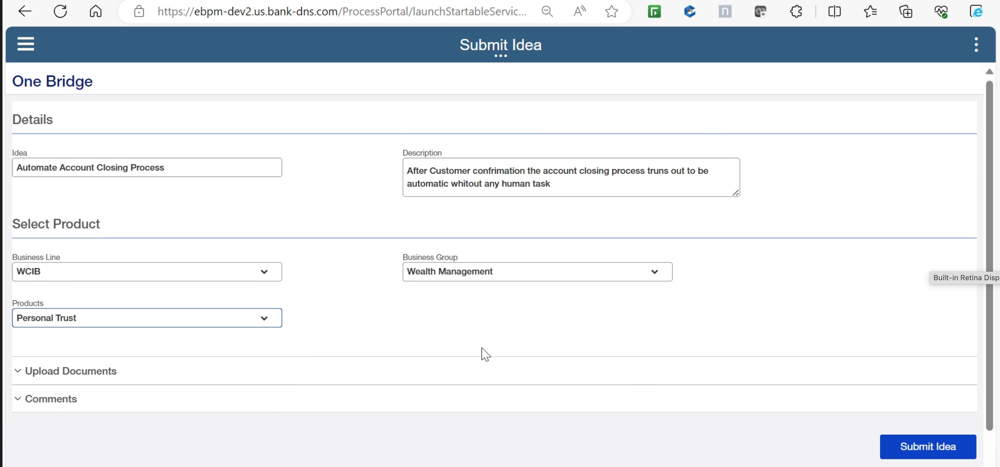 https://ebpm-dev2.us.bank-dns.com/ProcessPortal/launchStartableServic...
Submit Idea
One Bridge
Details
Idea
Description
Automate Account Closing Process
After Customer confrimation the account closing process truns out to be
automatic whitout any human task
Select Product
Business Line
Business Group
WCIB
Wealth Management
Built-in Retina Disp
Products
Personal Trust
Upload Documents
Comments
Submit Idea